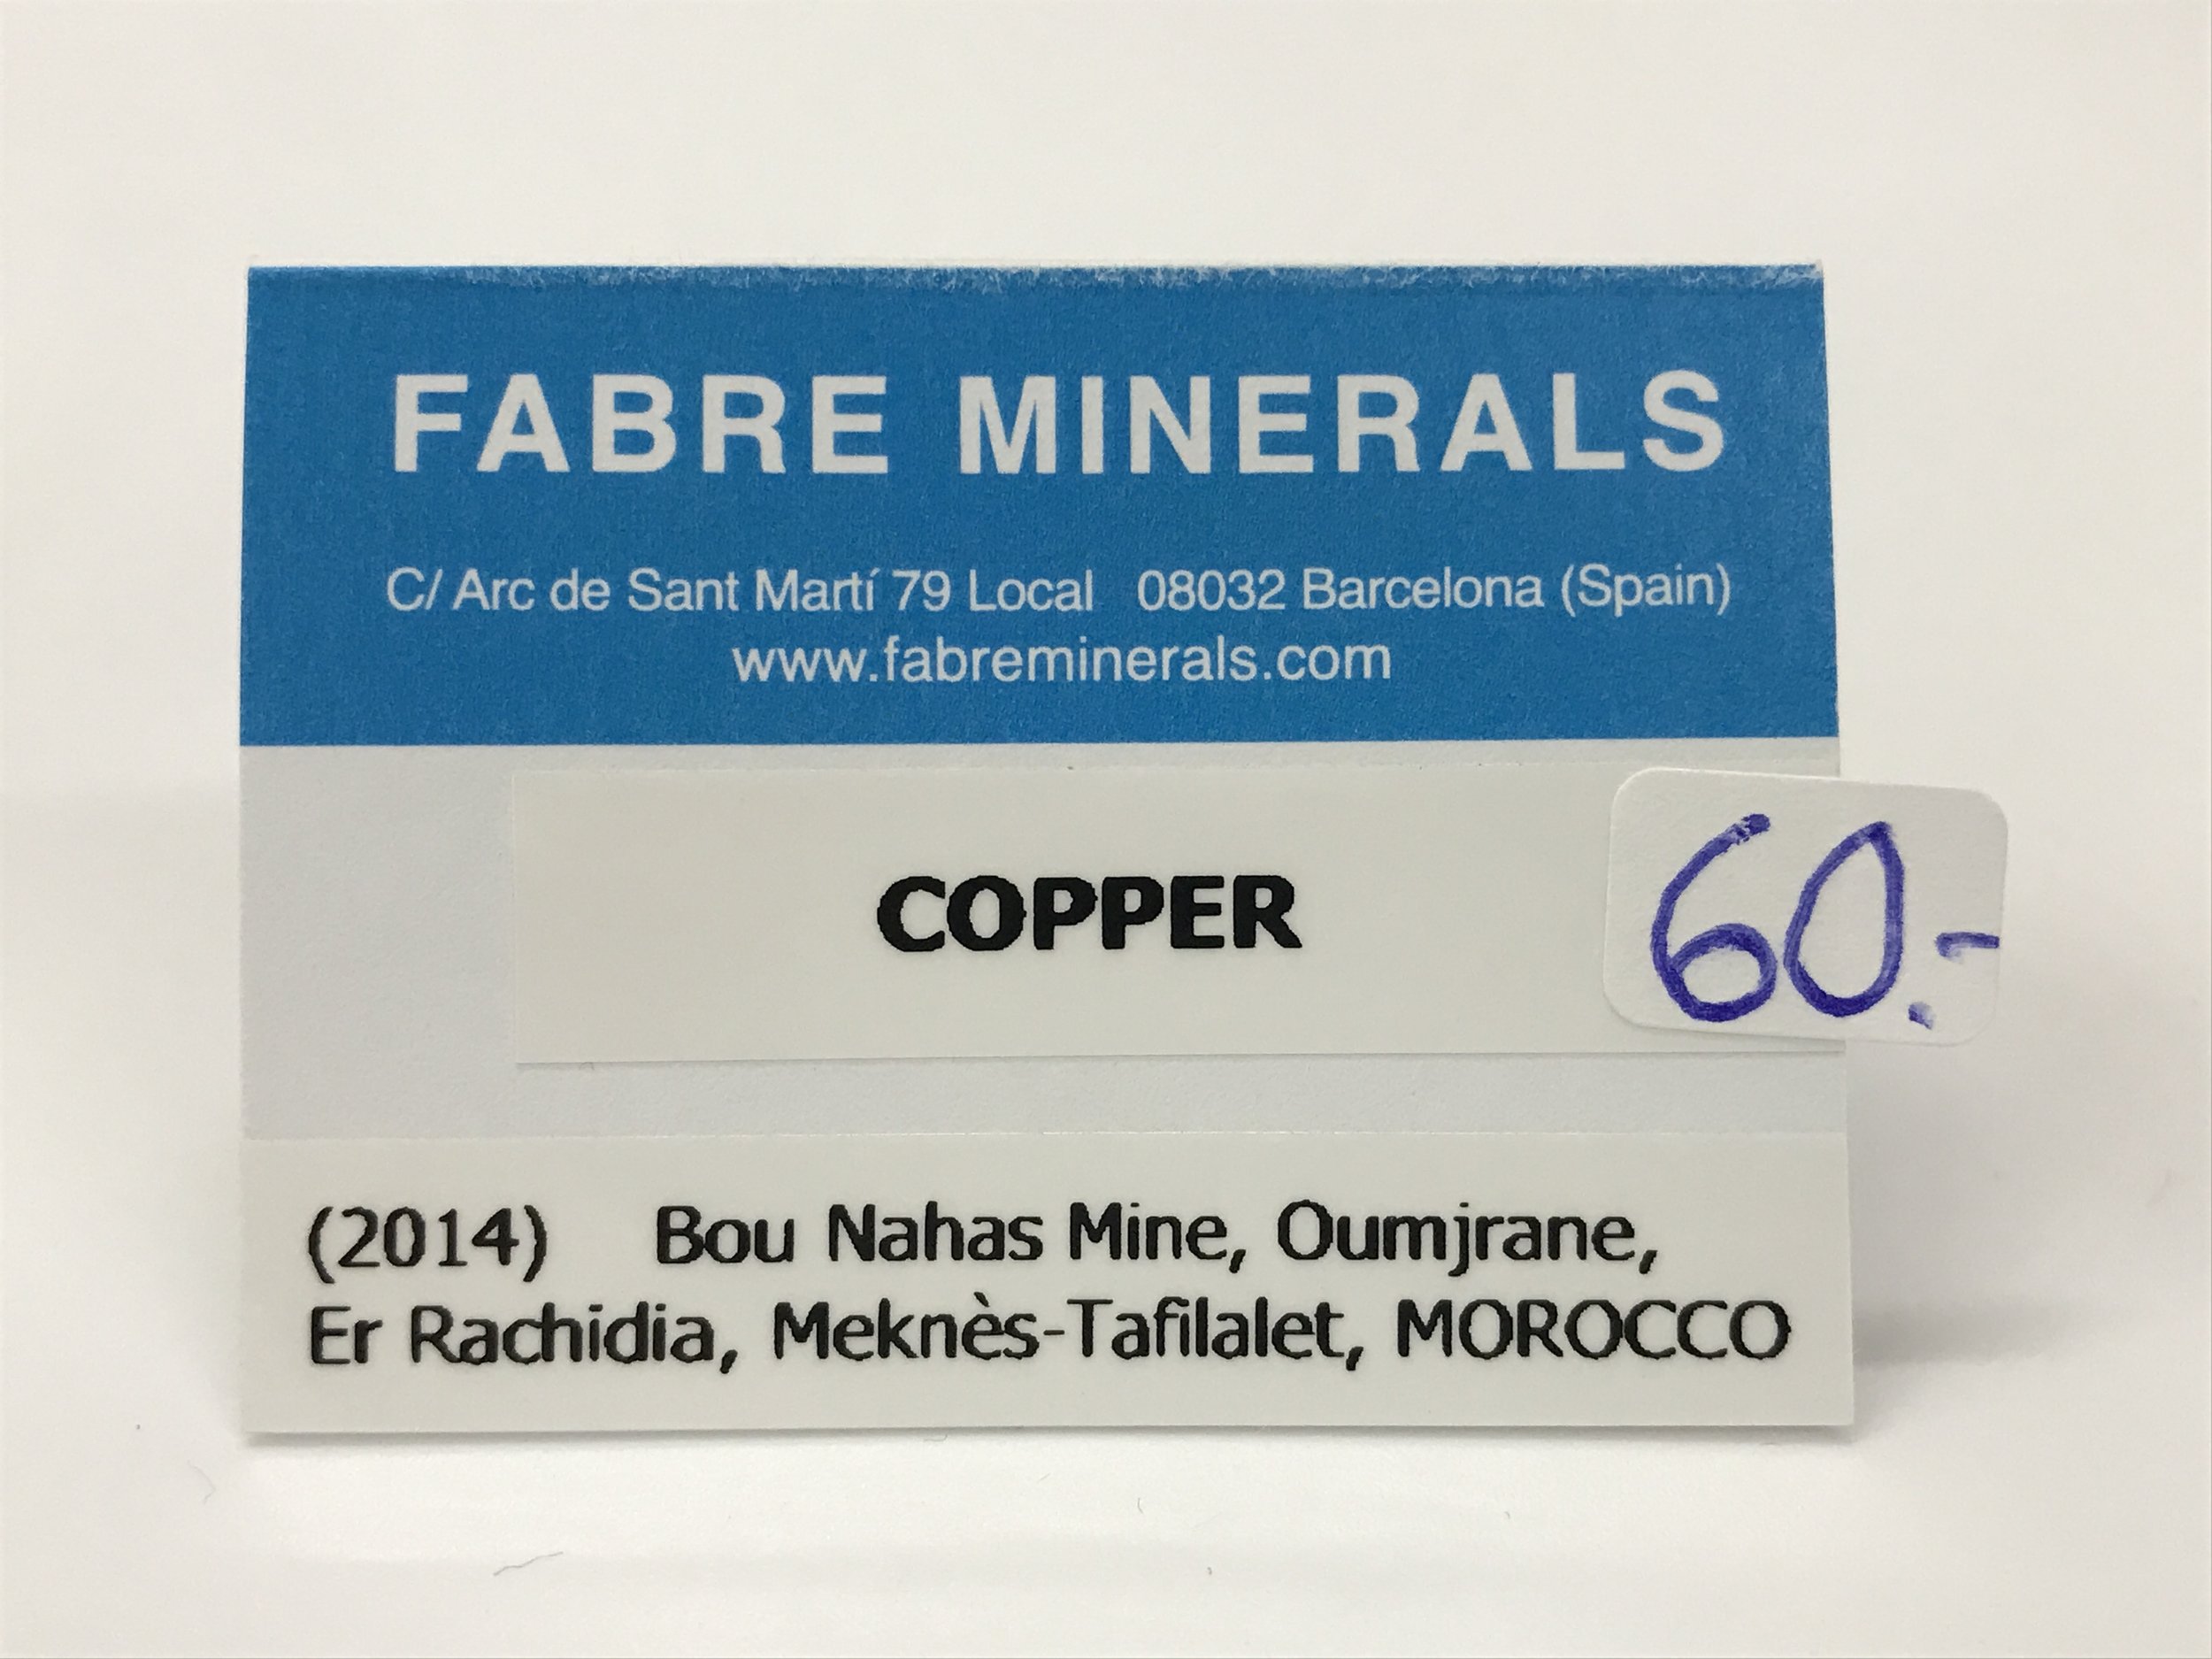 FABRE MINERALS
C/ Arc de Sant Martí 79 Local 08032 Barcelona (Spain)
www.fabreminerals.com
COPPER
60.-
(2014) Bou Nahas Mine, Oumjrane,
Er Rachidia, Meknès-Tafilalet, MOROCCO